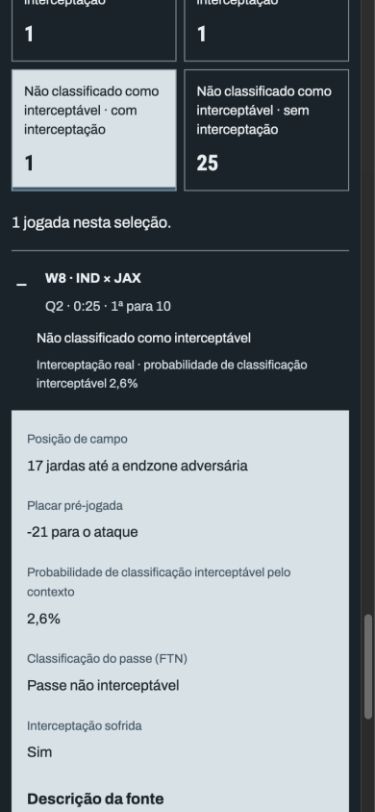 interceptação
interceptação
1
1
Não classificado como
interceptável · com
interceptação
1
Não classificado como
interceptável · sem
interceptação
25
1 jogada nesta seleção.
W8 · IND × JAX
Q2 · 0:25 · 1ª para 10
Não classificado como interceptável
Interceptação real · probabilidade de classificação
interceptável 2,6%
Posição de campo
17 jardas até a endzone adversária
Placar pré-jogada
-21 para o ataque
Probabilidade de classificação interceptável pelo
contexto
2,6%
Classificação do passe (FTN)
Passe não interceptável
Interceptação sofrida
Sim
Descrição da fonte